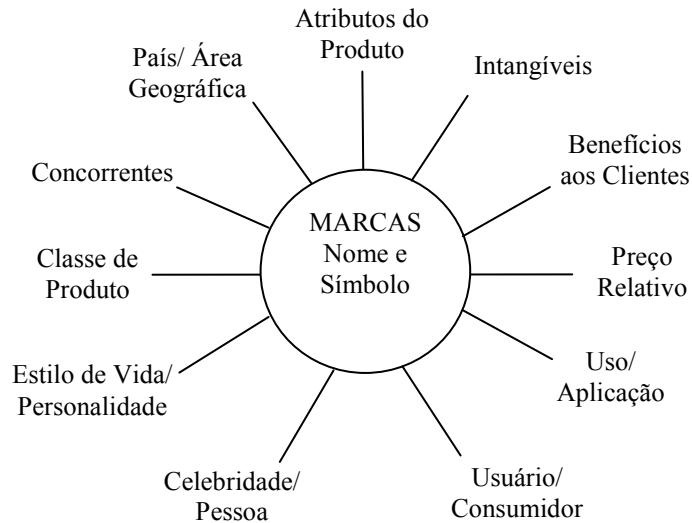 Atributos do
Produto
Intangíveis
Benefícios
aos Clientes
Preço
Relativo
Uso/
Aplicação
Usuário/
Consumidor
Celebridade/
Pessoa
Estilo de Vida/
Personalidade
Classe de
Produto
Concorrentes
País/ Área
Geográfica
MARCAS
Nome e
Símbolo